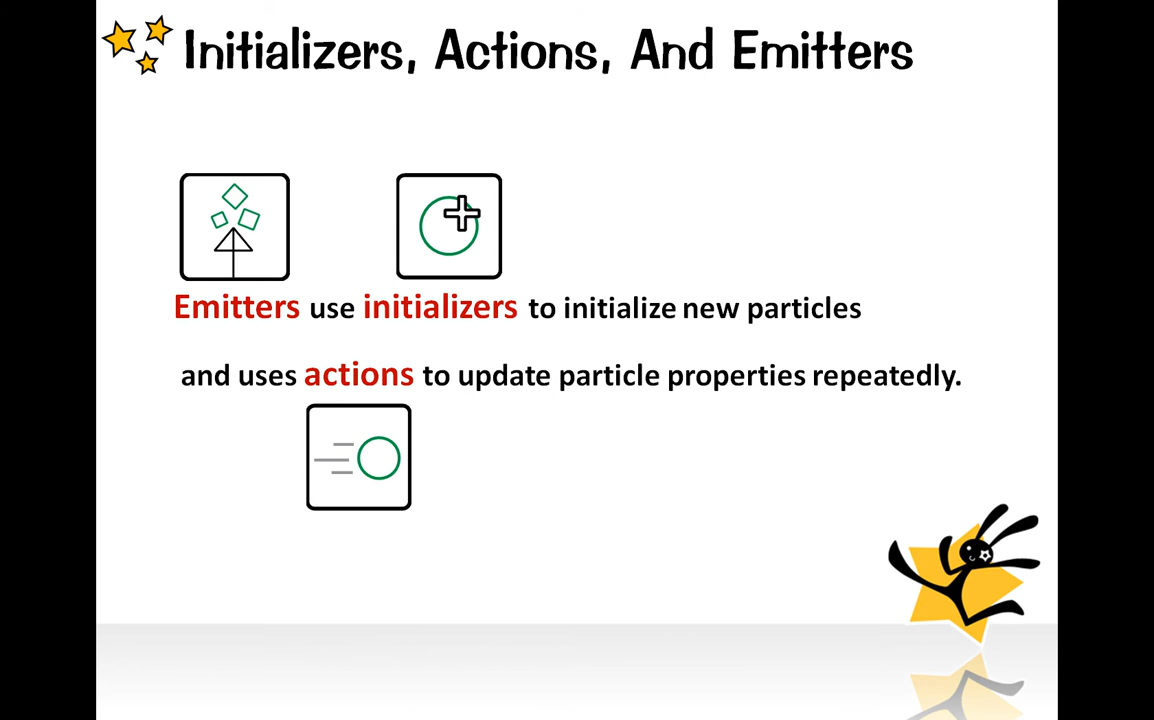 Initializers, Actions, And Emitters
Emitters use initializers to initialize new particles
and uses actions to update particle properties repeatedly.